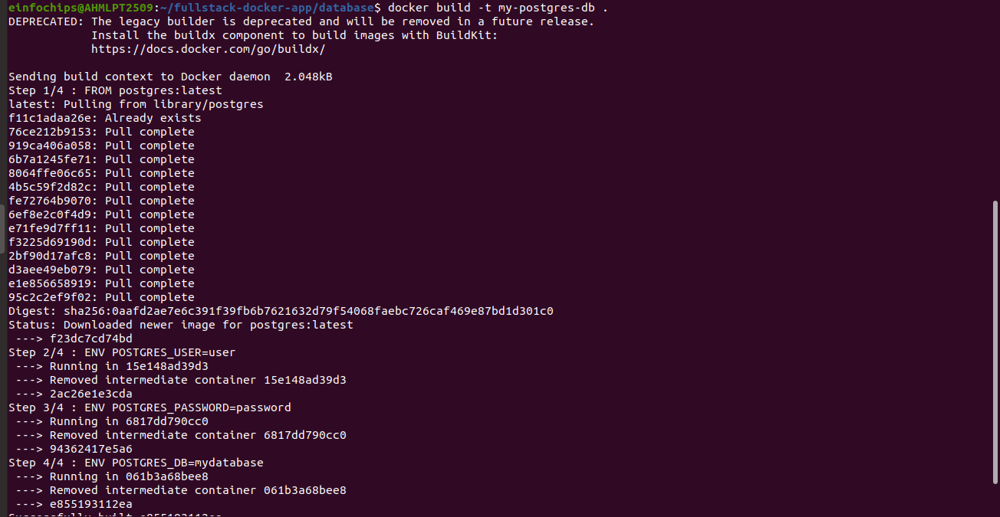 einfochips@AHMLPT2509:~/fullstack-docker-app/database$ docker build -t my-postgres-db .
DEPRECATED: The legacy builder is deprecated and will be removed in a future release.
            Install the buildx component to build images with BuildKit:
            https://docs.docker.com/go/buildx/

Sending build context to Docker daemon  2.048kB
Step 1/4 : FROM postgres:latest
latest: Pulling from library/postgres
f11c1adaa26e: Already exists
76ce212b9153: Pull complete
919ca406a058: Pull complete
6b7a1245fe71: Pull complete
8064ffe06c65: Pull complete
4b5c59f2d82c: Pull complete
fe72764b9070: Pull complete
6ef8e2c0f4d9: Pull complete
e71fe9d7ff11: Pull complete
f3225d69190d: Pull complete
2bf90d17afc8: Pull complete
d3aee49eb079: Pull complete
e1e856658919: Pull complete
95c2c2ef9f02: Pull complete
Digest: sha256:0aafd2ae7e6c391f39fb6b7621632d79f54068faebc726caf469e87bd1d301c0
Status: Downloaded newer image for postgres:latest
 ---> f23dc7cd74bd
Step 2/4 : ENV POSTGRES_USER=user
 ---> Running in 15e148ad39d3
 ---> Removed intermediate container 15e148ad39d3
 ---> 2ac26e1e3cda
Step 3/4 : ENV POSTGRES_PASSWORD=password
 ---> Running in 6817dd790cc0
 ---> Removed intermediate container 6817dd790cc0
 ---> 94362417e5a6
Step 4/4 : ENV POSTGRES_DB=mydatabase
 ---> Running in 061b3a68bee8
 ---> Removed intermediate container 061b3a68bee8
 ---> e855193112ea
Successfully built e855193112ea